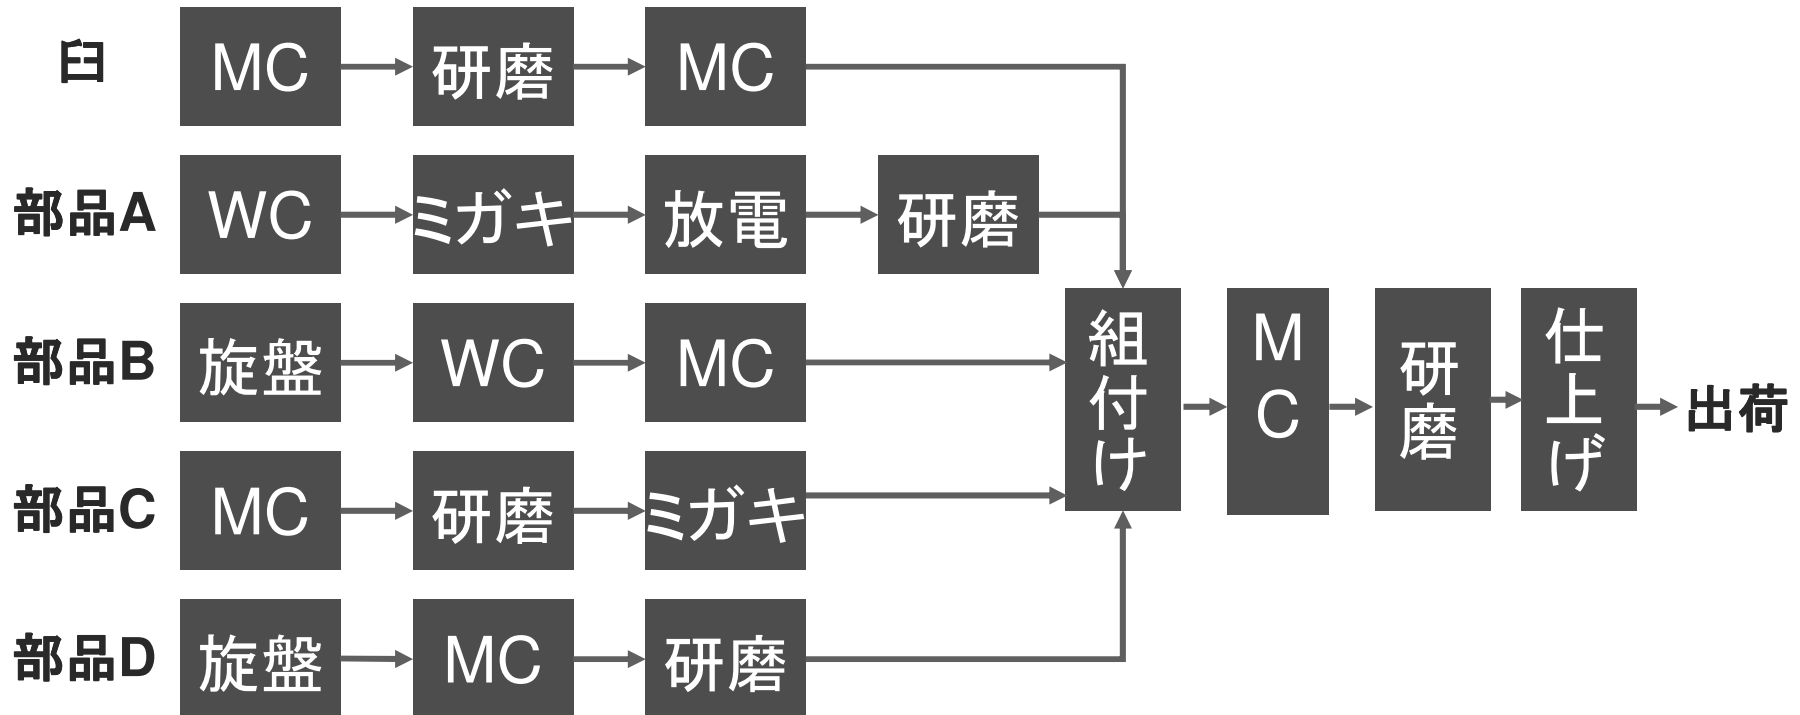 臼 MC 研磨 MC
部品A WC ミガキ 放電 研磨
部品B 旋盤 WC MC
部品C MC 研磨 ミガキ
部品D 旋盤 MC 研磨
組付け
MC
研磨
仕上げ
出荷